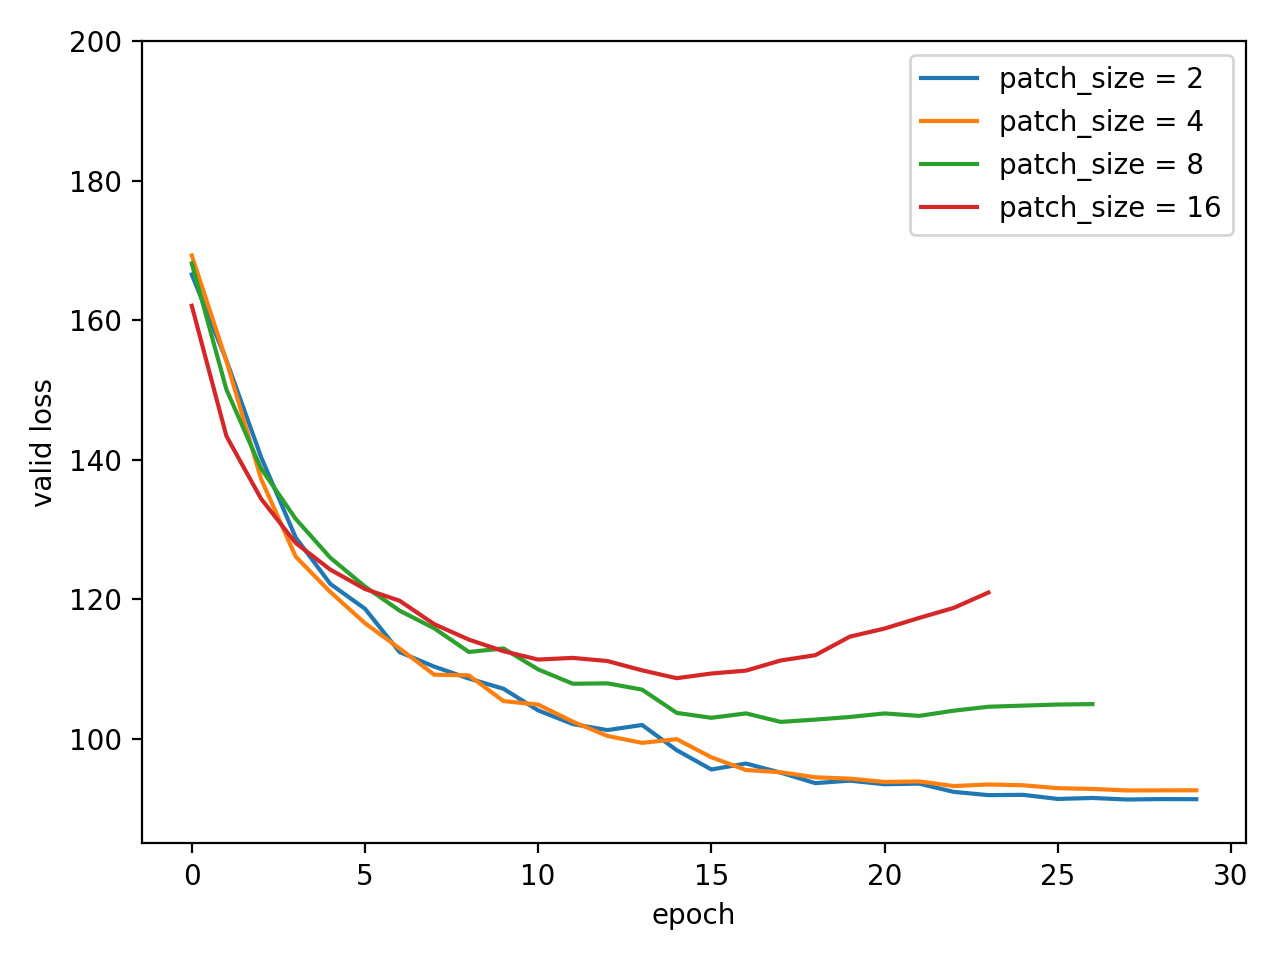 200
180
160
140
120
100
valid loss
0
5
10
15
20
25
30
epoch
patch_size = 2
patch_size = 4
patch_size = 8
patch_size = 16